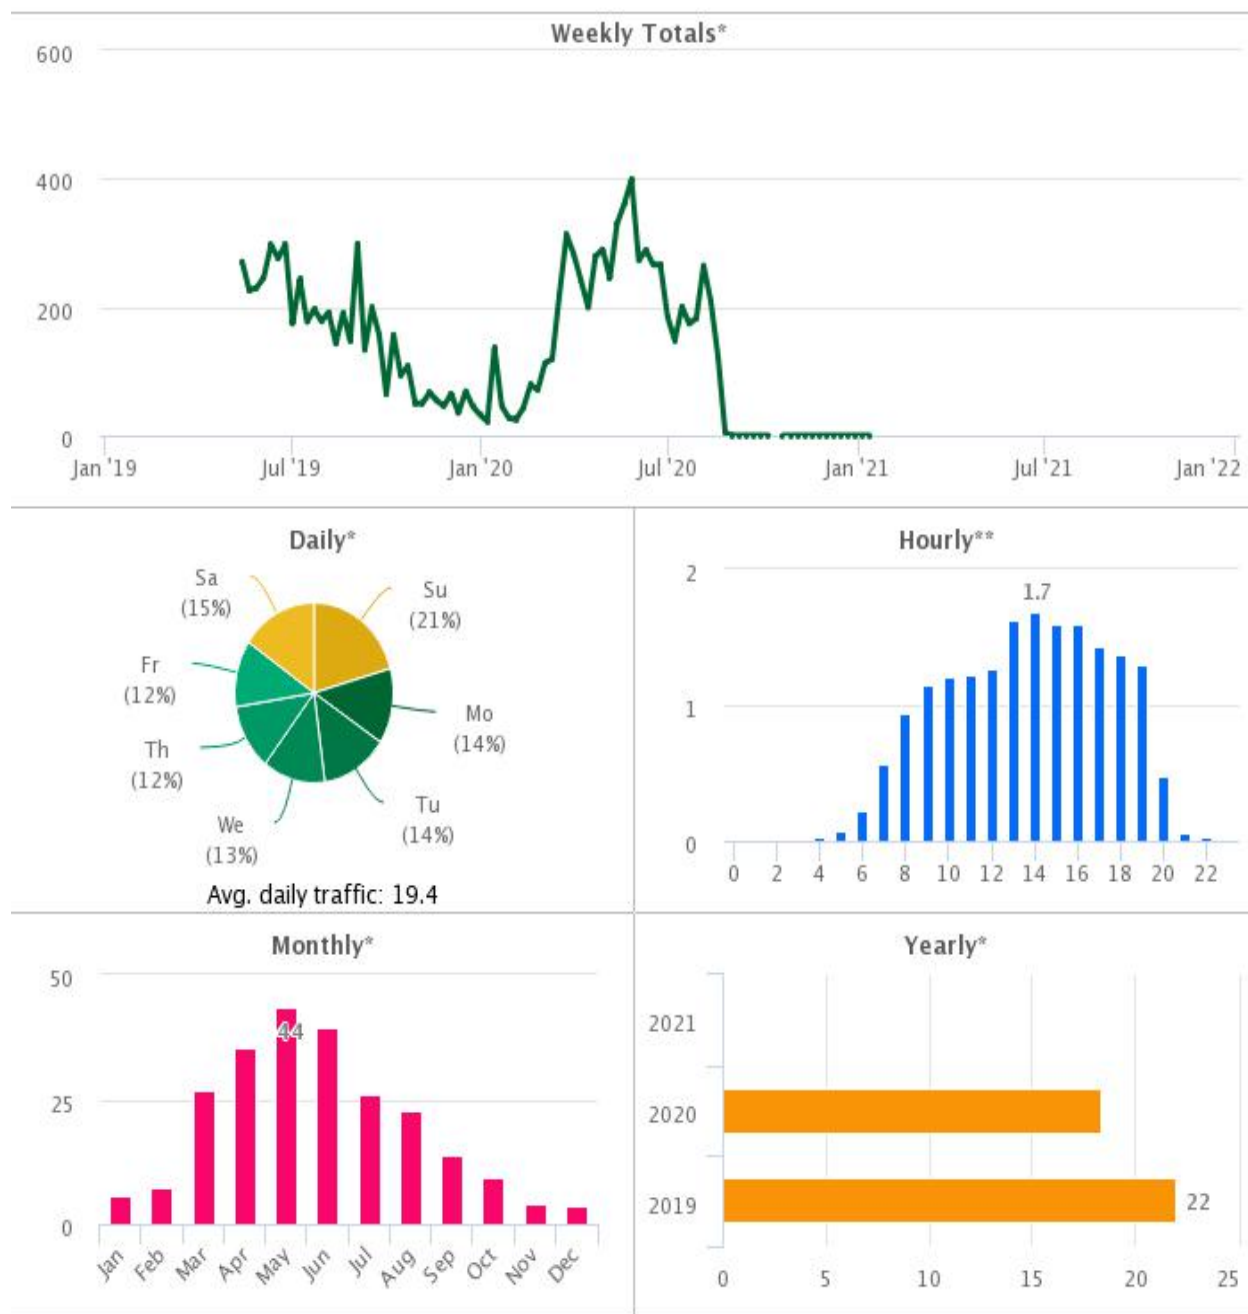 Weekly Totals*
600
400
200
0
Jan '19 Jul '19 Jan '20 Jul '20 Jan '21 Jul '21 Jan '22
Daily*
Sa
(15%)
Su
(21%)
Fr
(12%)
Mo
(14%)
Th
(12%)
Tu
(14%)
We
(13%)
Avg. daily traffic: 19.4
Hourly**
2
1.7
1
0
0 2 4 6 8 10 12 14 16 18 20 22
Monthly*
50
44
25
0
Jan Feb Mar Apr May Jun Jul Aug Sep Oct Nov Dec
Yearly*
2021
2020
2019 22
0 5 10 15 20 25